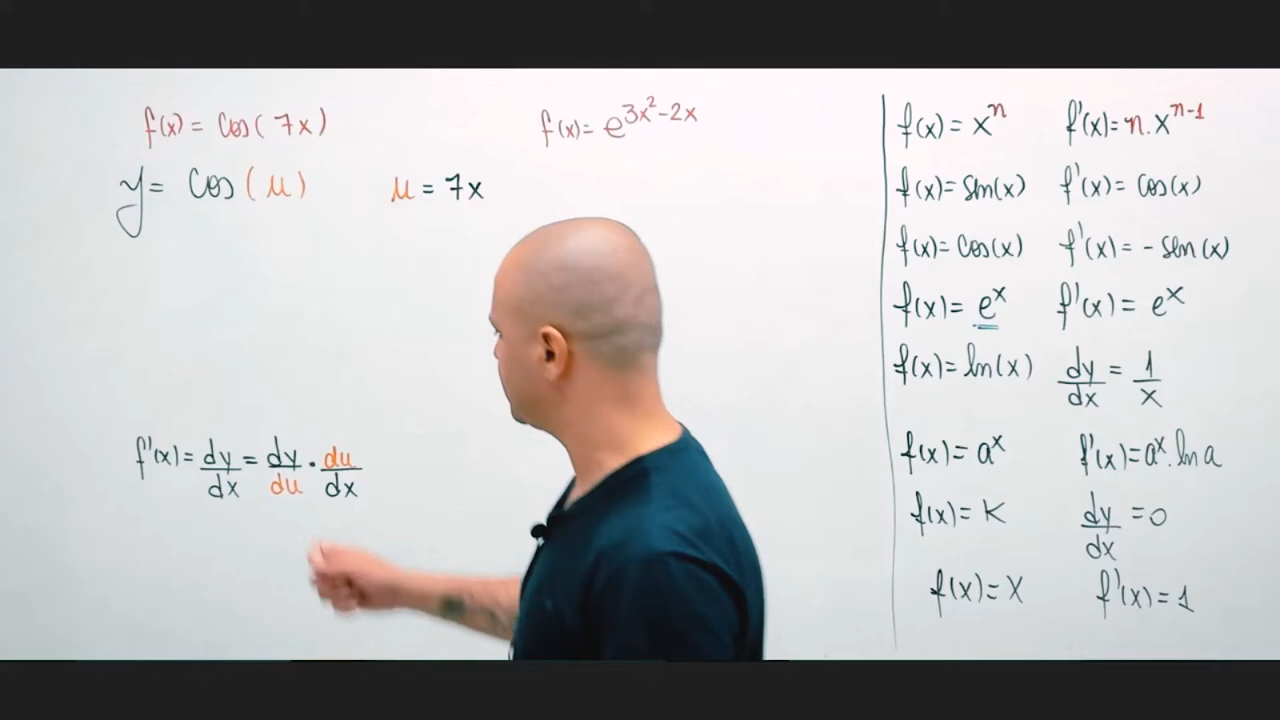 f(x) = cos(7x)
y = cos(u) u = 7x
f'(x) = dy/dx = dy/du · du/dx
f(x) = e^{3x²-2x}
f(x) = xⁿ f'(x) = n.x^{n-1}
f(x) = sen(x) f'(x) = cos(x)
f(x) = cos(x) f'(x) = - sen(x)
f(x) = e^x f'(x) = e^x
f(x) = ln(x) dy/dx = 1/x
f(x) = a^x f'(x) = a^x. ln a
f(x) = K dy/dx = 0
f(x) = x f'(x) = 1